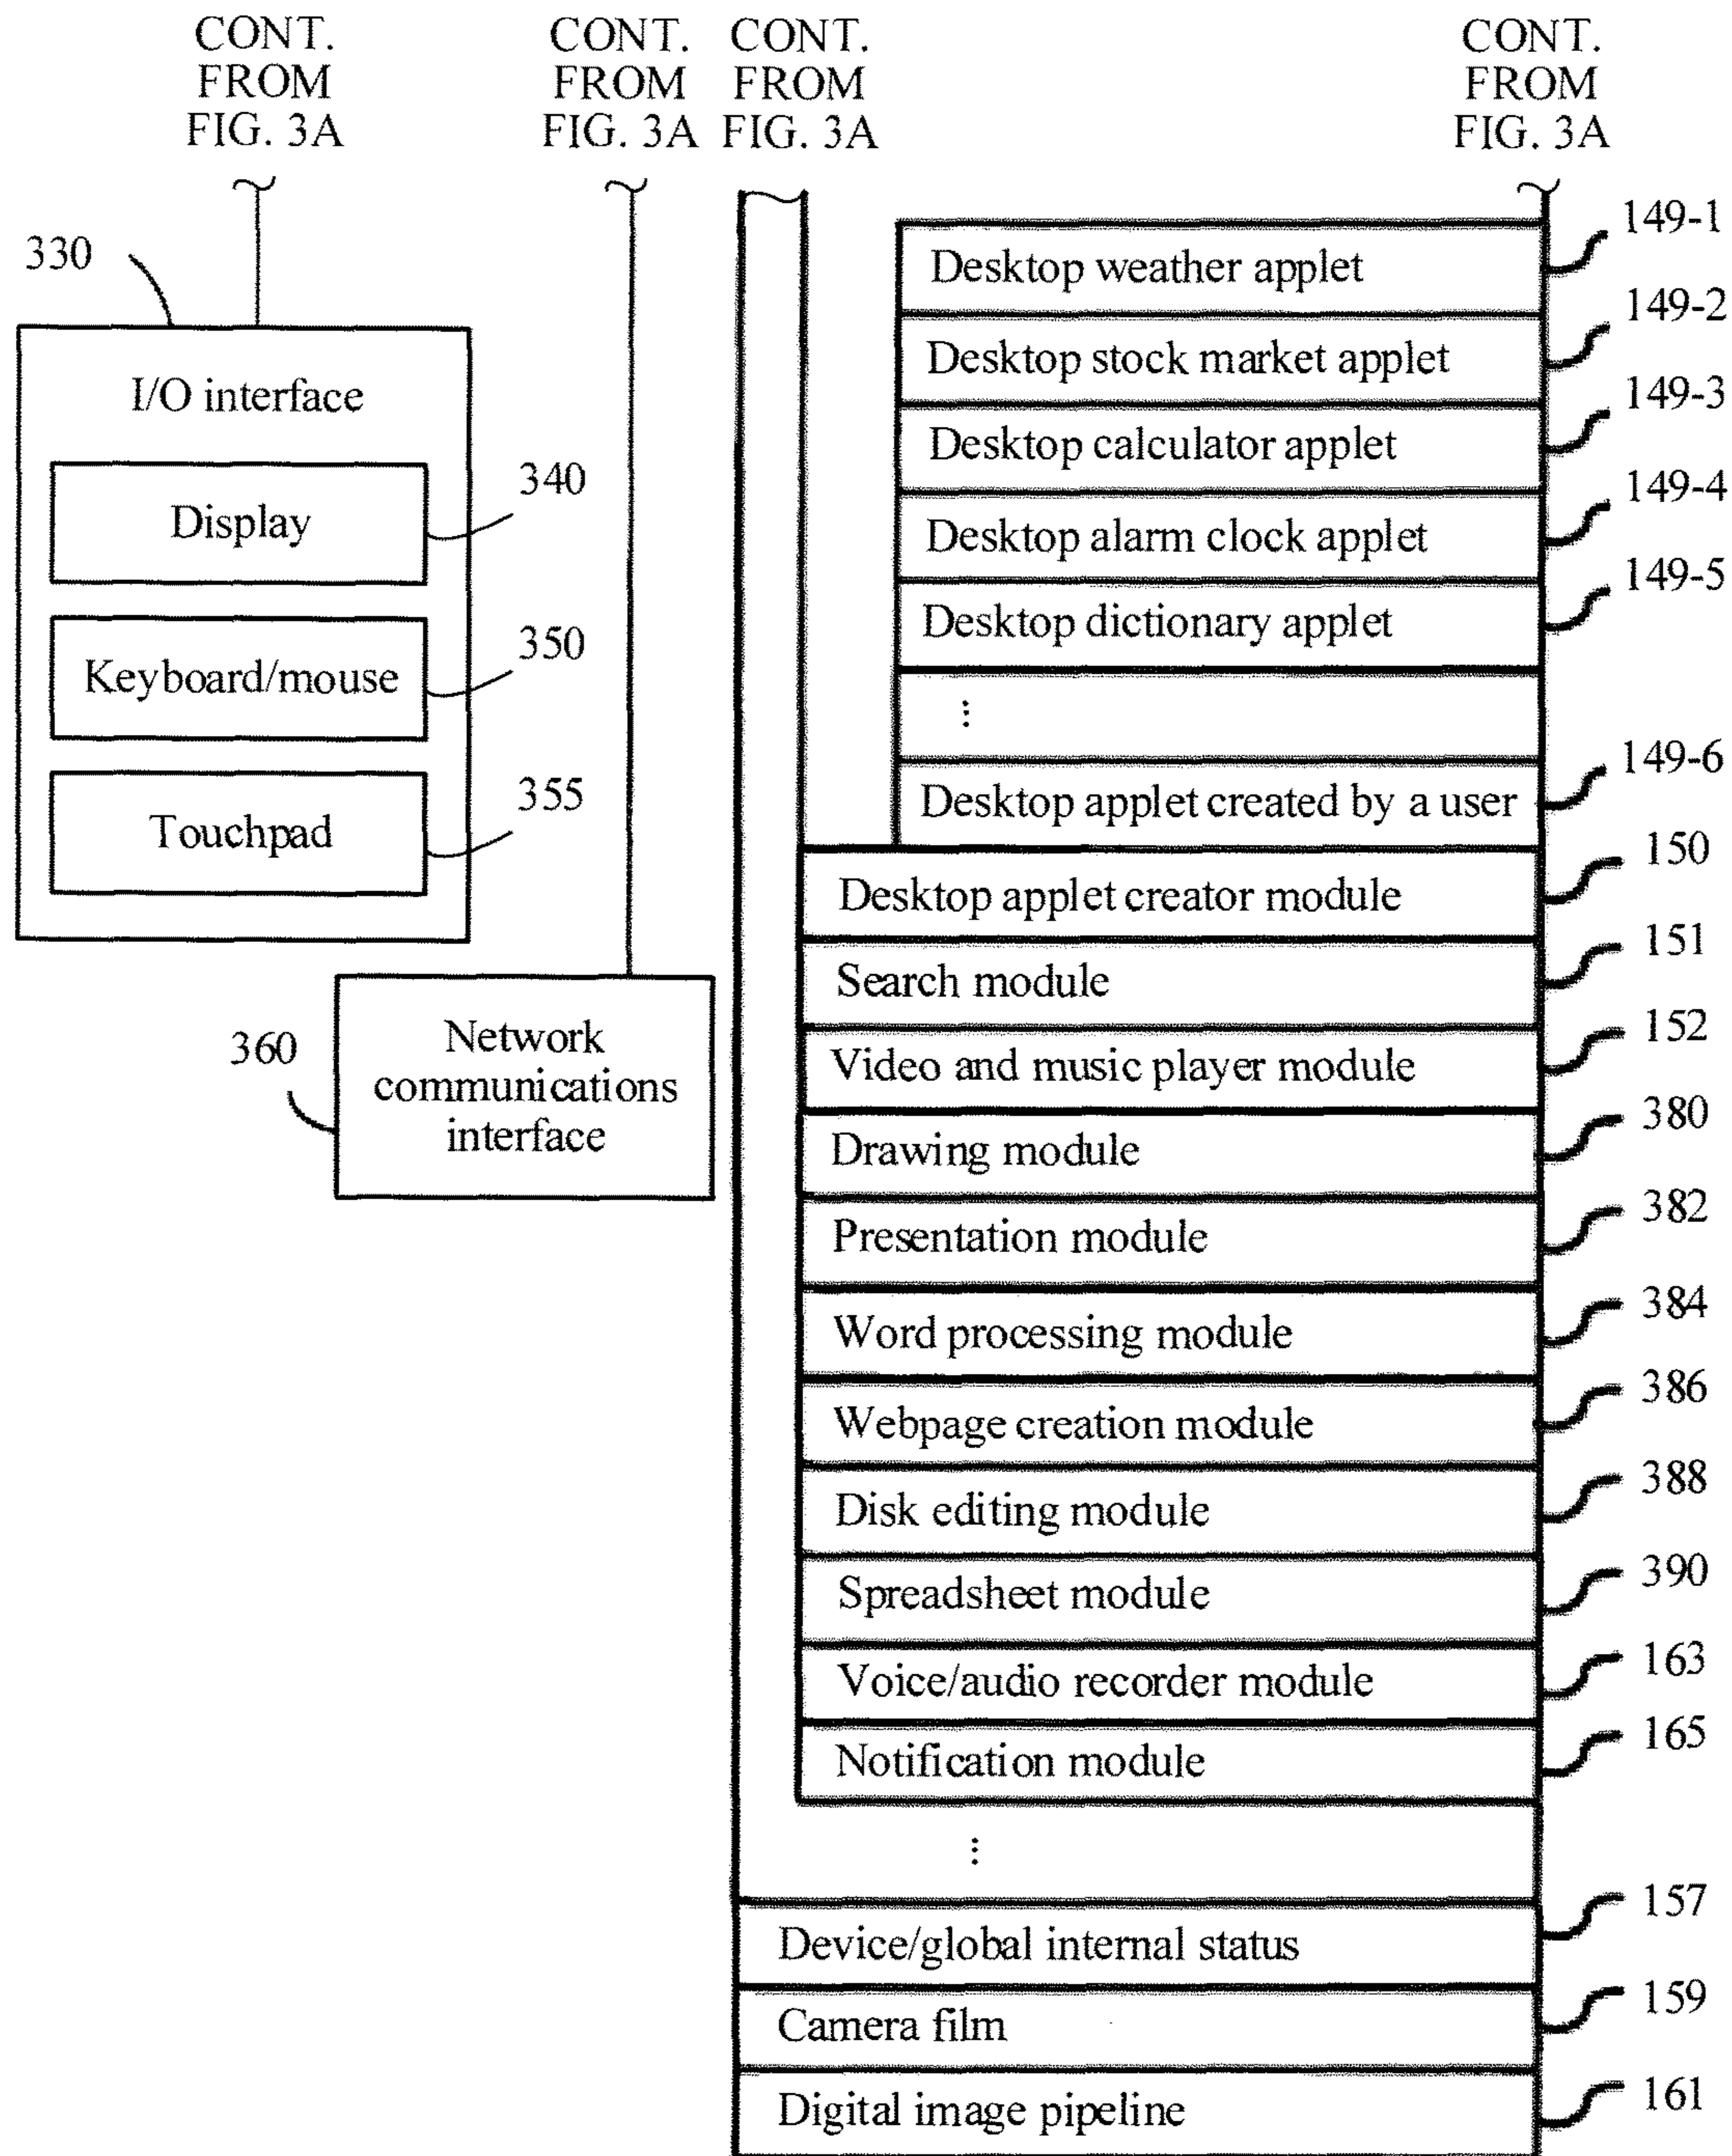 CONT.
FROM
FIG. 3A
CONT.
FROM
FIG. 3A
CONT.
FROM
FIG. 3A
CONT.
FROM
FIG. 3A
330
I/O interface
Display
340
Keyboard/mouse
350
Touchpad
355
360
Network
communications
interface
Desktop weather applet
149-1
Desktop stock market applet
149-2
Desktop calculator applet
149-3
Desktop alarm clock applet
149-4
Desktop dictionary applet
149-5
⋮
Desktop applet created by a user
149-6
Desktop applet creator module
150
Search module
151
Video and music player module
152
Drawing module
380
Presentation module
382
Word processing module
384
Webpage creation module
386
Disk editing module
388
Spreadsheet module
390
Voice/audio recorder module
163
Notification module
165
⋮
Device/global internal status
157
Camera film
159
Digital image pipeline
161